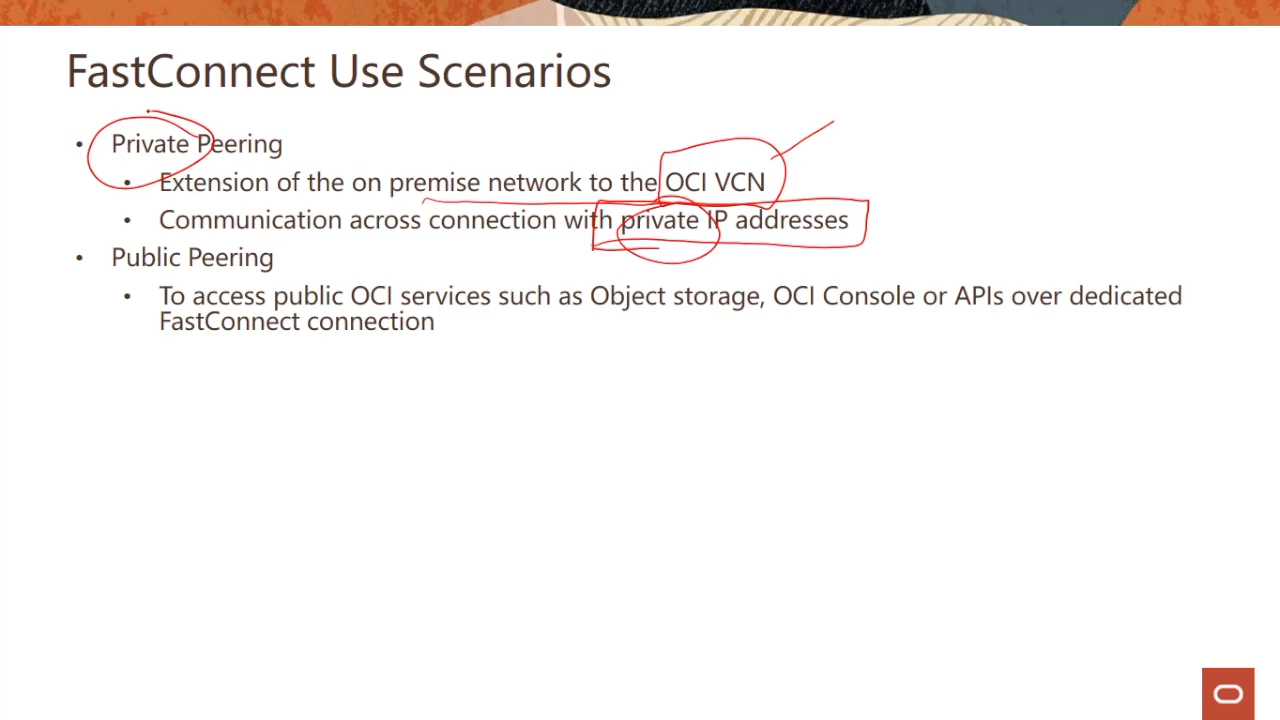 FastConnect Use Scenarios
• Private Peering
• Extension of the on premise network to the OCI VCN
• Communication across connection with private IP addresses
• Public Peering
• To access public OCI services such as Object storage, OCI Console or APIs over dedicated
FastConnect connection